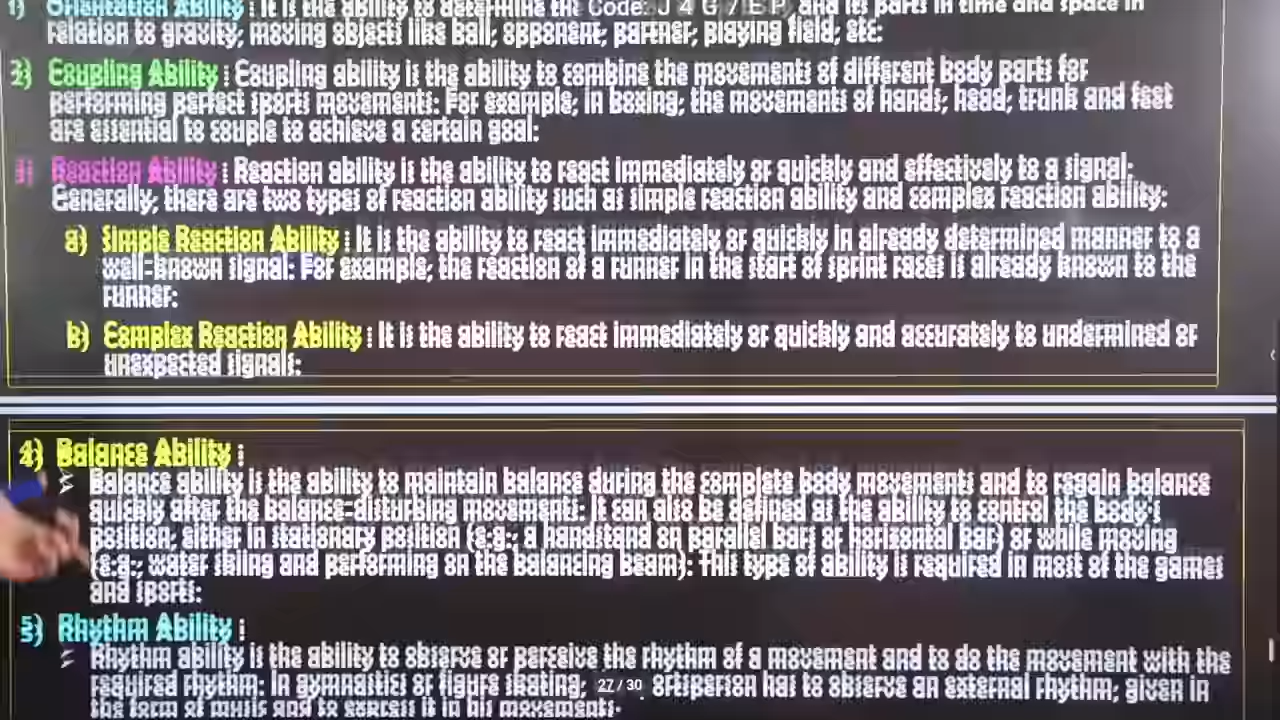 1) Orientation Ability : It is the ability to determine the Code: J 4 G 7 E P and its parts in time and space in
relation to gravity, moving objects like ball, opponent, partner, playing field, etc.
2) Coupling Ability : Coupling ability is the ability to combine the movements of different body parts for
performing perfect sports movements. For example, in boxing, the movements of hands, head, trunk and feet
are essential to couple to achieve a certain goal.
3) Reaction Ability : Reaction ability is the ability to react immediately or quickly and effectively to a signal.
Generally, there are two types of reaction ability such as simple reaction ability and complex reaction ability.
a) Simple Reaction Ability : It is the ability to react immediately or quickly in already determined manner to a
well-known signal. For example, the reaction of a runner in the start of sprint races is already known to the
runner.
b) Complex Reaction Ability : It is the ability to react immediately or quickly and accurately to undermined or
unexpected signals.
4) Balance Ability :
Balance ability is the ability to maintain balance during the complete body movements and to regain balance
quickly after the balance-disturbing movements. It can also be defined as the ability to control the body's
position, either in stationary position (e.g., a handstand on parallel bars or horizontal bar) or while moving
(e.g., water skiing and performing on the balancing beam). This type of ability is required in most of the games
and sports.
5) Rhythm Ability :
Rhythm ability is the ability to observe or perceive the rhythm of a movement and to do the movement with the
required rhythm. In gymnastics or figure skating, 27 / 30 ortsperson has to observe an external rhythm, given in
the form of music and to express it in his movements.